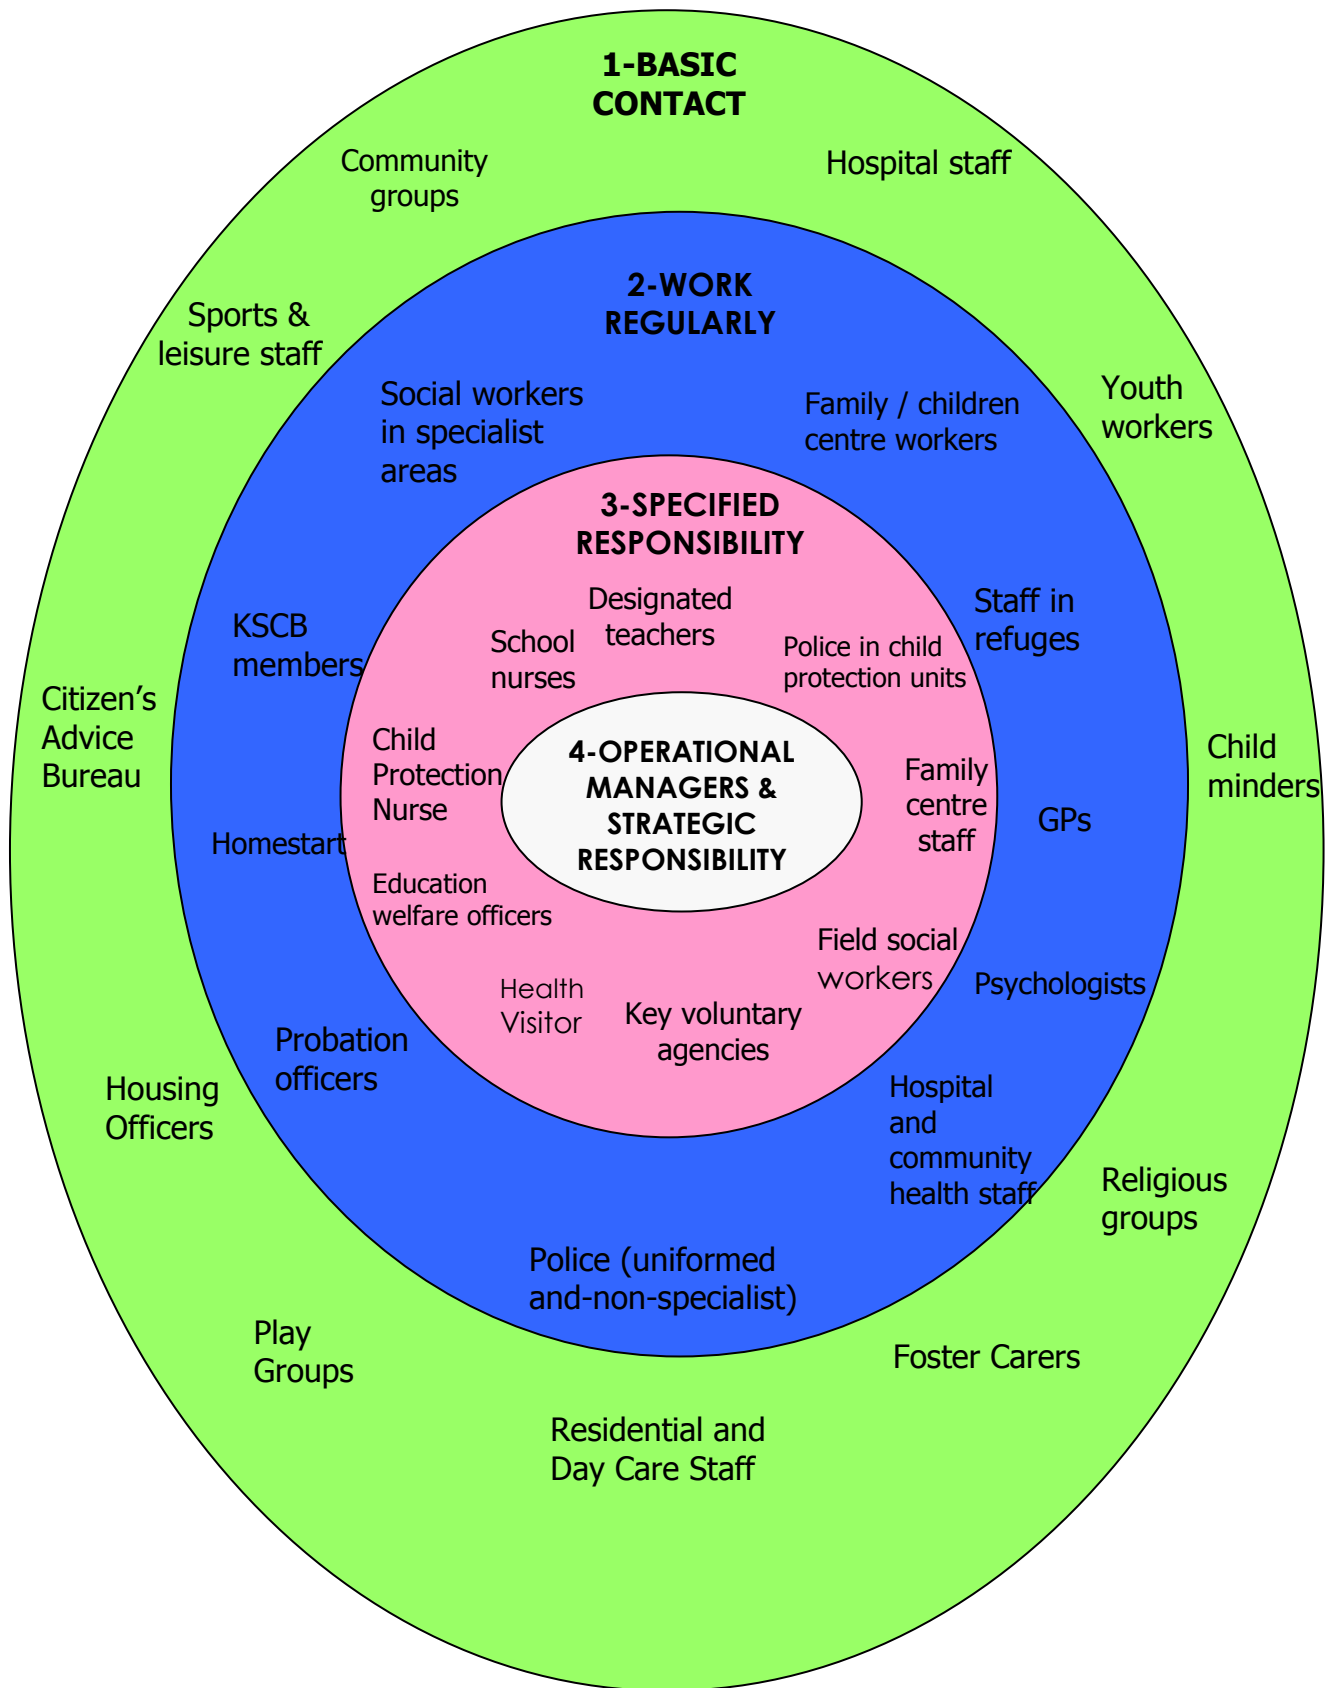 1-BASIC
CONTACT
Community
groups
Hospital staff
Sports &
leisure staff
Youth
workers
Citizen’s
Advice
Bureau
Child
minders
Housing
Officers
Religious
groups
Play
Groups
Foster Carers
Residential and
Day Care Staff
2-WORK
REGULARLY
Social workers
in specialist
areas
Family / children
centre workers
KSCB
members
Staff in
refuges
Homestart
GPs
Psychologists
Probation
officers
Hospital
and
community
health staff
Police (uniformed
and-non-specialist)
3-SPECIFIED
RESPONSIBILITY
Designated
teachers
School
nurses
Police in child
protection units
Child
Protection
Nurse
Family
centre
staff
Education
welfare officers
Field social
workers
Health
Visitor
Key voluntary
agencies
4-OPERATIONAL
MANAGERS &
STRATEGIC
RESPONSIBILITY